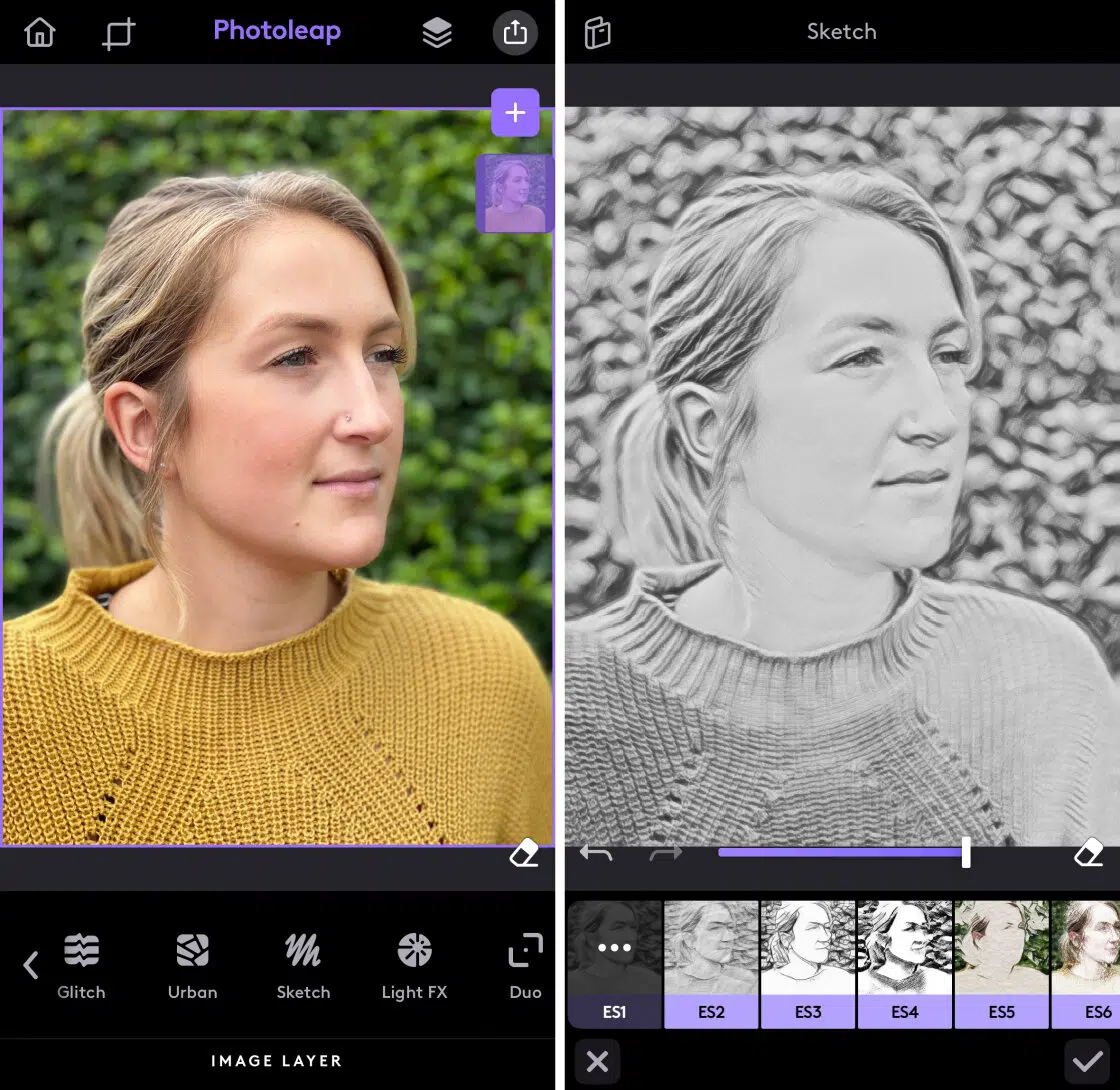 Photoleap
Glitch
Urban
Sketch
Light FX
Duo
IMAGE LAYER
Sketch
ES1
ES2
ES3
ES4
ES5
ES6